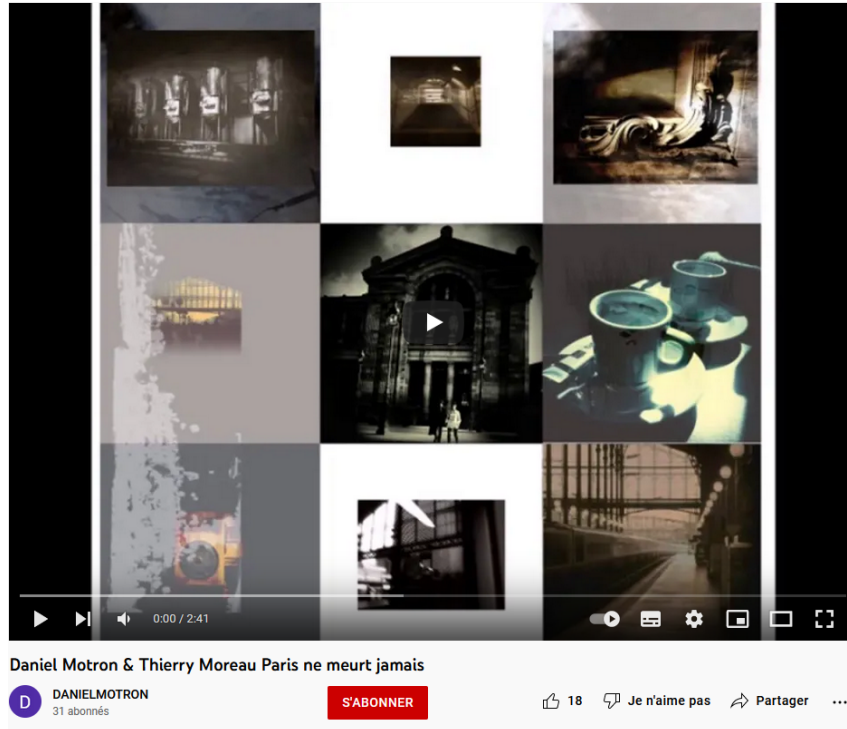 0:00 / 2:41
Daniel Motron & Thierry Moreau Paris ne meurt jamais
D
DANIELMOTRON
31 abonnés
S'ABONNER
18
Je n'aime pas
Partager